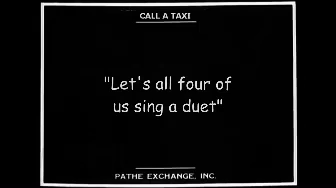 CALL A TAXI
"Let's all four of
us sing a duet"
PATHE EXCHANGE, INC.